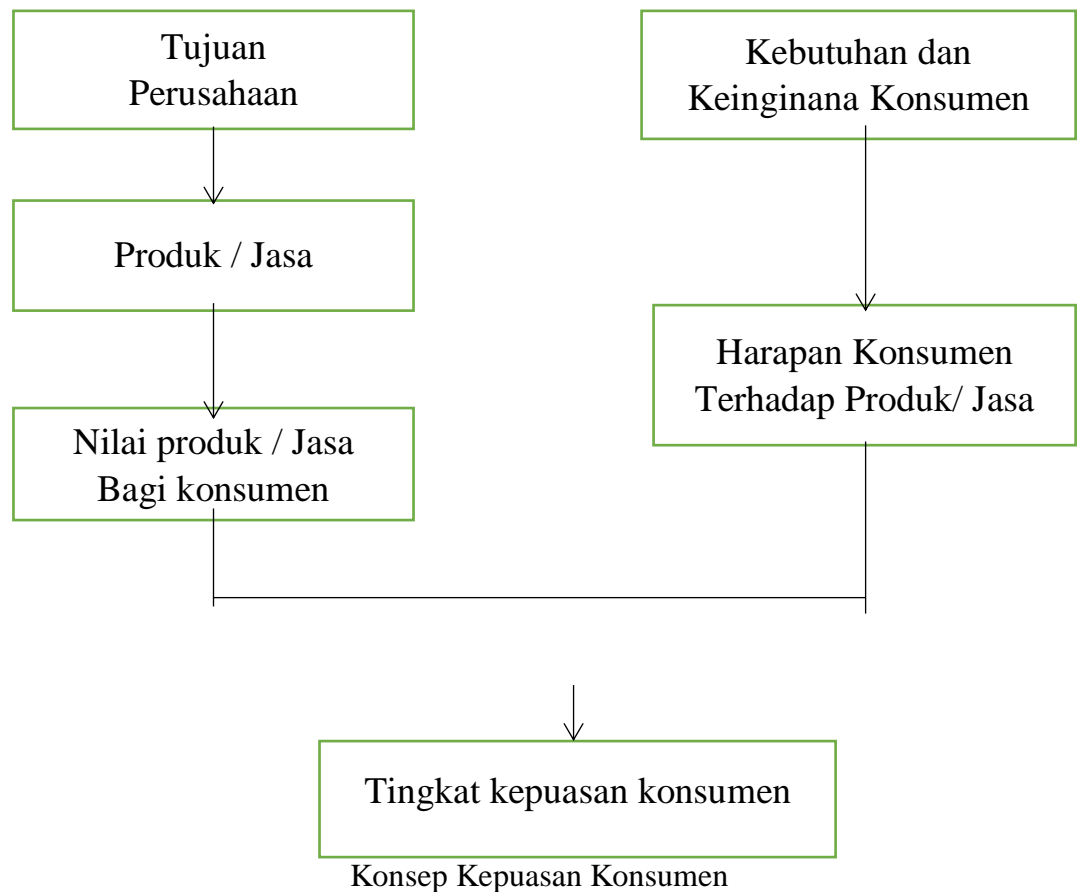 Tujuan
Perusahaan
Produk / Jasa
Nilai produk / Jasa
Bagi konsumen
Kebutuhan dan
Keinginana Konsumen
Harapan Konsumen
Terhadap Produk/ Jasa
Tingkat kepuasan konsumen
Konsep Kepuasan Konsumen